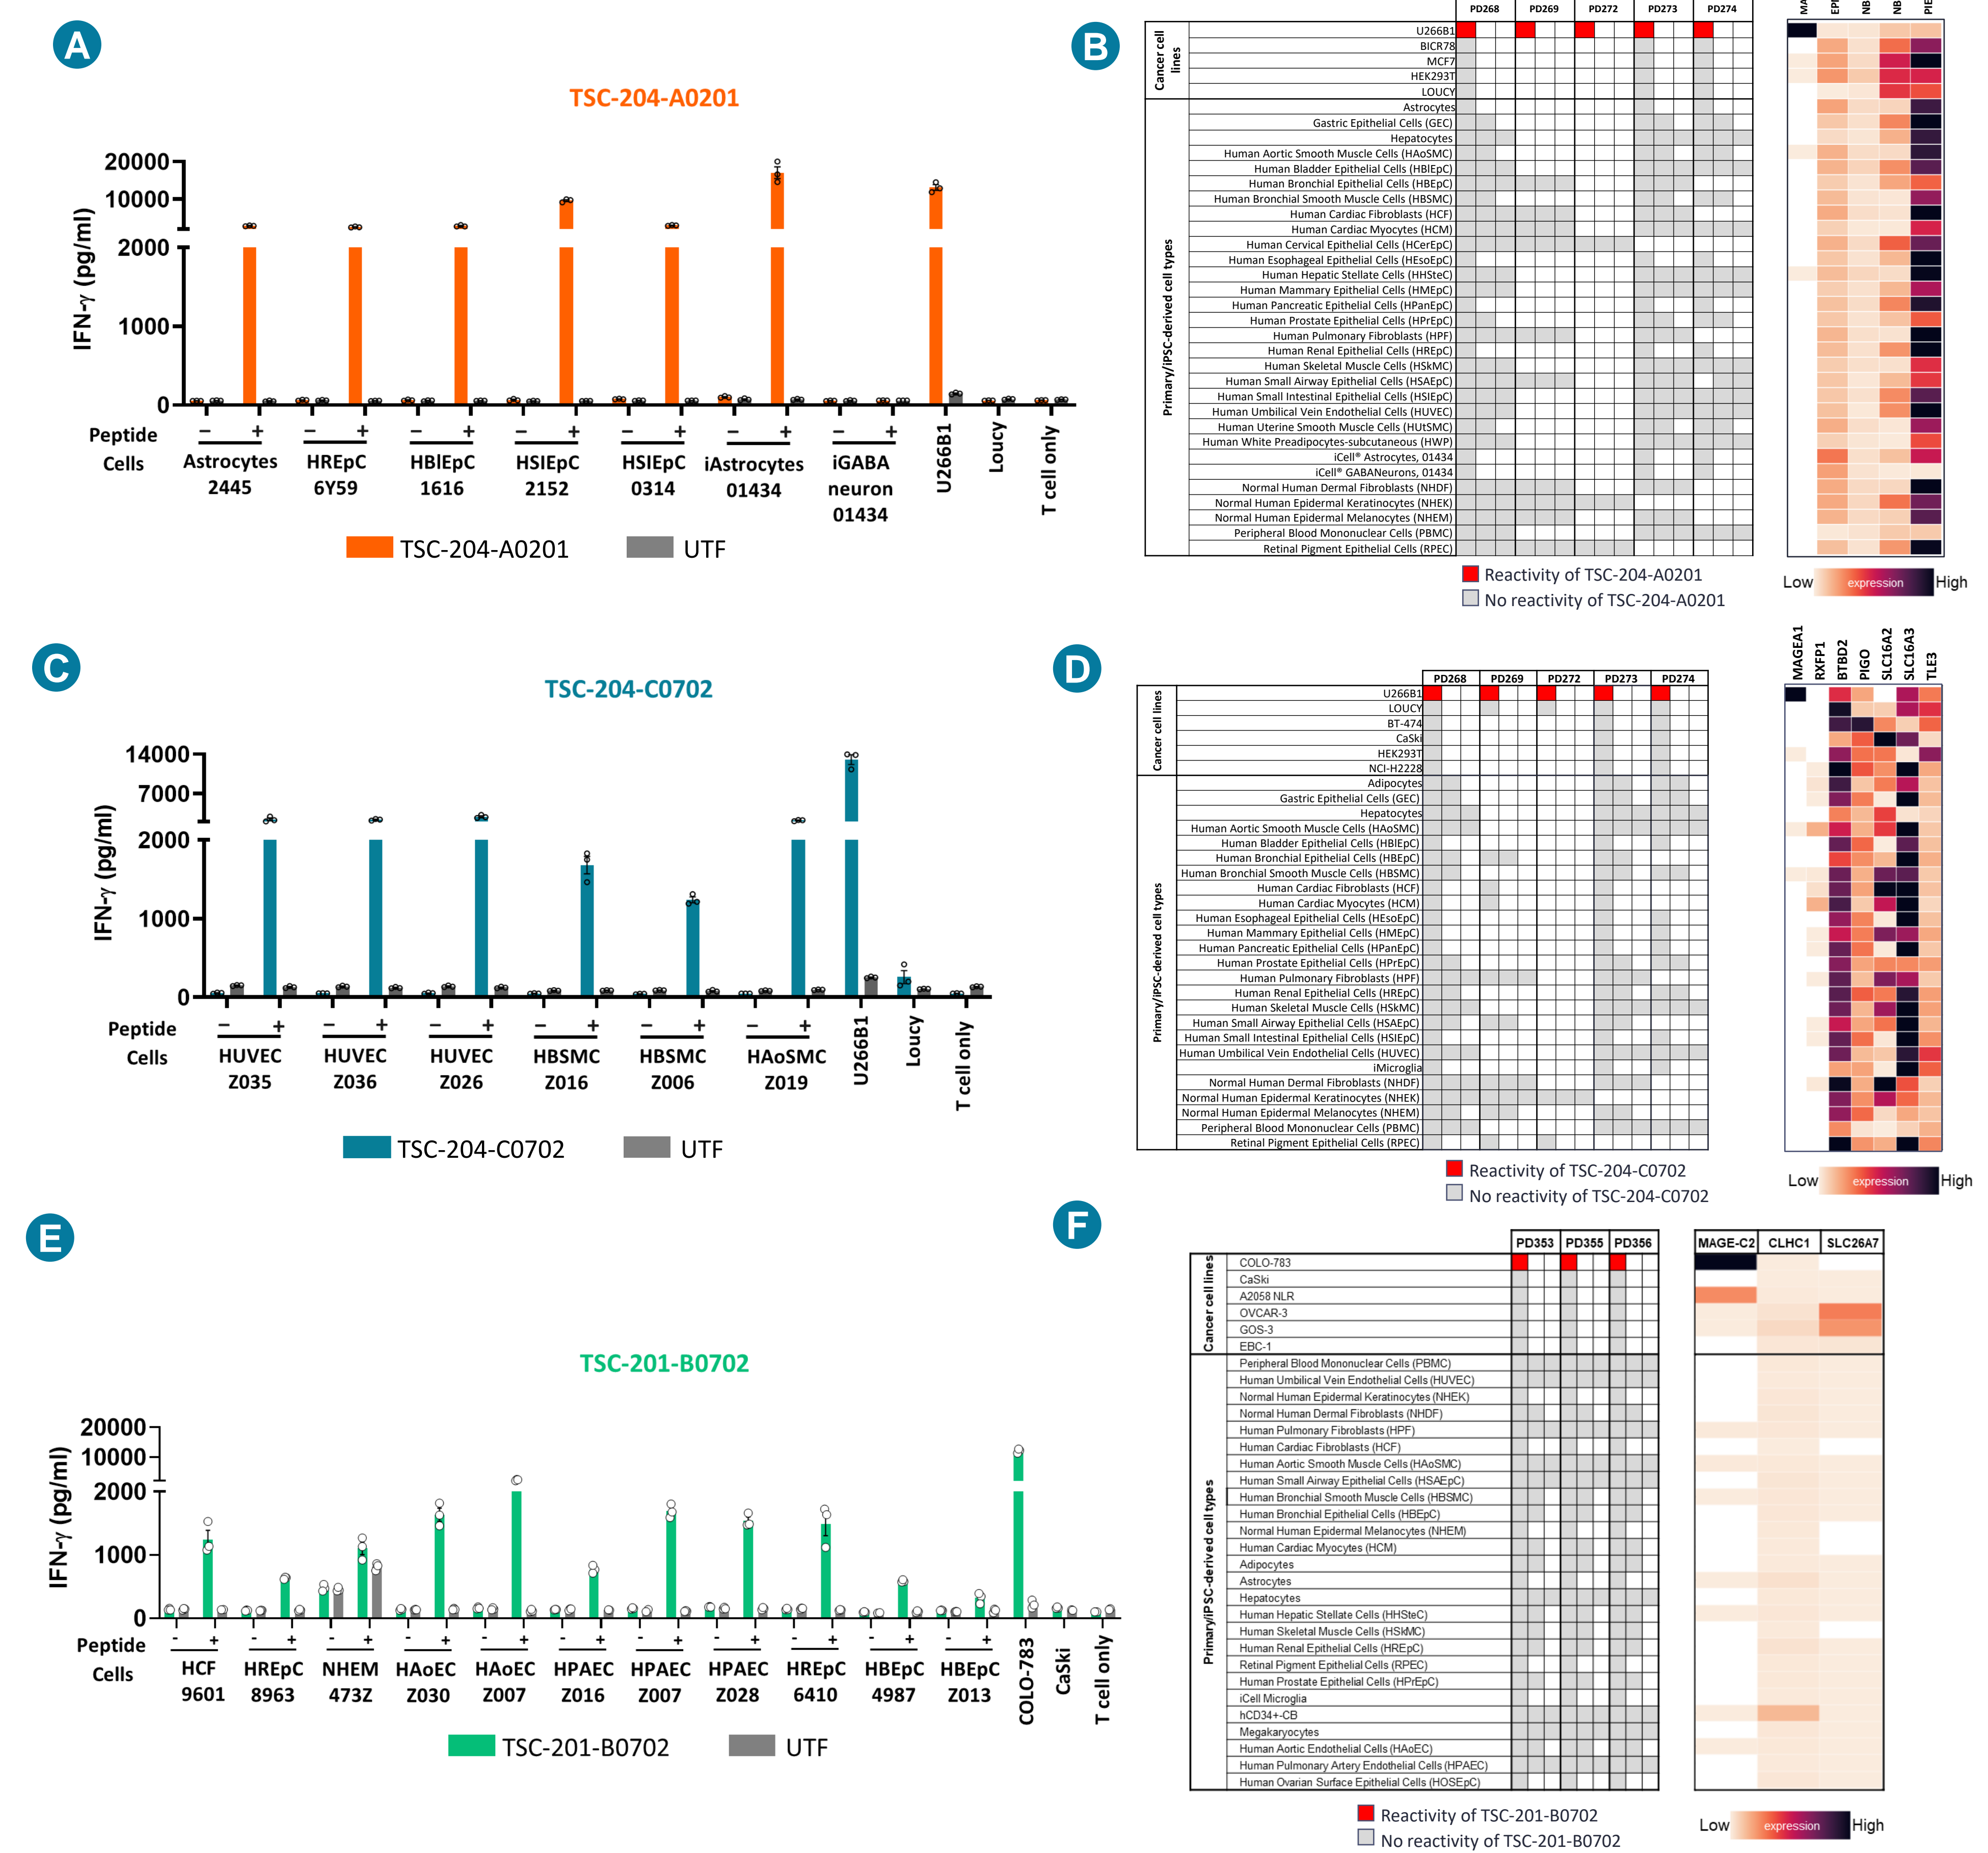 A
TSC-204-A0201
IFN-γ (pg/ml)
20000
10000
2000
1000
0
Peptide
− + − + − + − + − + − + − +
Cells
Astrocytes
2445
HREpC
6Y59
HBlEpC
1616
HSIEpC
2152
HSIEpC
0314
iAstrocytes
01434
iGABA
neuron
01434
U266B1
Loucy
T cell only
TSC-204-A0201
UTF
B
PD268 PD269 PD272 PD273 PD274
Cancer cell
lines
U266B1
BICR78
MCF7
HEK293T
LOUCY
Primary/iPSC-derived cell types
Astrocytes
Gastric Epithelial Cells (GEC)
Hepatocytes
Human Aortic Smooth Muscle Cells (HAoSMC)
Human Bladder Epithelial Cells (HBlEpC)
Human Bronchial Epithelial Cells (HBEpC)
Human Bronchial Smooth Muscle Cells (HBSMC)
Human Cardiac Fibroblasts (HCF)
Human Cardiac Myocytes (HCM)
Human Cervical Epithelial Cells (HCerEpC)
Human Esophageal Epithelial Cells (HEsoEpC)
Human Hepatic Stellate Cells (HHSteC)
Human Mammary Epithelial Cells (HMEpC)
Human Pancreatic Epithelial Cells (HPanEpC)
Human Prostate Epithelial Cells (HPrEpC)
Human Pulmonary Fibroblasts (HPF)
Human Renal Epithelial Cells (HREpC)
Human Skeletal Muscle Cells (HSkMC)
Human Small Airway Epithelial Cells (HSAEpC)
Human Small Intestinal Epithelial Cells (HSIEpC)
Human Umbilical Vein Endothelial Cells (HUVEC)
Human Uterine Smooth Muscle Cells (HUtSMC)
Human White Preadipocytes-subcutaneous (HWP)
iCell® Astrocytes, 01434
iCell® GABANeurons, 01434
Normal Human Dermal Fibroblasts (NHDF)
Normal Human Epidermal Keratinocytes (NHEK)
Normal Human Epidermal Melanocytes (NHEM)
Peripheral Blood Mononuclear Cells (PBMC)
Retinal Pigment Epithelial Cells (RPEC)
Reactivity of TSC-204-A0201
No reactivity of TSC-204-A0201
Low expression High
C
TSC-204-C0702
IFN-γ (pg/ml)
14000
7000
2000
1000
0
Peptide
− + − + − + − + − + − +
Cells
HUVEC
Z035
HUVEC
Z036
HUVEC
Z026
HBSMC
Z016
HBSMC
Z006
HAoSMC
Z019
U266B1
Loucy
T cell only
TSC-204-C0702
UTF
D
PD268 PD269 PD272 PD273 PD274
MAGEA1
RXFP1
BTBD2
PIGO
SLC16A2
SLC16A3
TLE3
Cancer cell lines
U266B1
LOUCY
BT-474
CaSki
HEK293T
NCI-H2228
Primary/iPSC-derived cell types
Adipocytes
Gastric Epithelial Cells (GEC)
Hepatocytes
Human Aortic Smooth Muscle Cells (HAoSMC)
Human Bladder Epithelial Cells (HBlEpC)
Human Bronchial Epithelial Cells (HBEpC)
Human Bronchial Smooth Muscle Cells (HBSMC)
Human Cardiac Fibroblasts (HCF)
Human Cardiac Myocytes (HCM)
Human Esophageal Epithelial Cells (HEsoEpC)
Human Mammary Epithelial Cells (HMEpC)
Human Pancreatic Epithelial Cells (HPanEpC)
Human Prostate Epithelial Cells (HPrEpC)
Human Pulmonary Fibroblasts (HPF)
Human Renal Epithelial Cells (HREpC)
Human Skeletal Muscle Cells (HSkMC)
Human Small Airway Epithelial Cells (HSAEpC)
Human Small Intestinal Epithelial Cells (HSIEpC)
Human Umbilical Vein Endothelial Cells (HUVEC)
iMicroglia
Normal Human Dermal Fibroblasts (NHDF)
Normal Human Epidermal Keratinocytes (NHEK)
Normal Human Epidermal Melanocytes (NHEM)
Peripheral Blood Mononuclear Cells (PBMC)
Retinal Pigment Epithelial Cells (RPEC)
Reactivity of TSC-204-C0702
No reactivity of TSC-204-C0702
Low expression High
E
TSC-201-B0702
IFN-γ (pg/ml)
20000
10000
2000
1000
0
Peptide
- + - + - + - + - + - + - + - + - + - + - +
Cells
HCF
9601
HREpC
8963
NHEM
473Z
HAoEC
Z030
HAoEC
Z007
HPAEC
Z016
HPAEC
Z007
HPAEC
Z028
HREpC
6410
HBEpC
4987
HBEpC
Z013
COLO-783
CaSki
T cell only
TSC-201-B0702
UTF
F
PD353 PD355 PD356
MAGE-C2 CLHC1 SLC26A7
Cancer cell lines
COLO-783
CaSki
A2058 NLR
OVCAR-3
GOS-3
EBC-1
Primary/iPSC-derived cell types
Peripheral Blood Mononuclear Cells (PBMC)
Human Umbilical Vein Endothelial Cells (HUVEC)
Normal Human Epidermal Keratinocytes (NHEK)
Normal Human Dermal Fibroblasts (NHDF)
Human Pulmonary Fibroblasts (HPF)
Human Cardiac Fibroblasts (HCF)
Human Aortic Smooth Muscle Cells (HAoSMC)
Human Small Airway Epithelial Cells (HSAEpC)
Human Bronchial Smooth Muscle Cells (HBSMC)
Human Bronchial Epithelial Cells (HBEpC)
Normal Human Epidermal Melanocytes (NHEM)
Human Cardiac Myocytes (HCM)
Adipocytes
Astrocytes
Hepatocytes
Human Hepatic Stellate Cells (HHSteC)
Human Skeletal Muscle Cells (HSkMC)
Human Renal Epithelial Cells (HREpC)
Retinal Pigment Epithelial Cells (RPEC)
Human Prostate Epithelial Cells (HPrEpC)
iCell Microglia
hCD34+-CB
Megakaryocytes
Human Aortic Endothelial Cells (HAoEC)
Human Pulmonary Artery Endothelial Cells (HPAEC)
Human Ovarian Surface Epithelial Cells (HOSEpC)
Reactivity of TSC-201-B0702
No reactivity of TSC-201-B0702
Low expression High